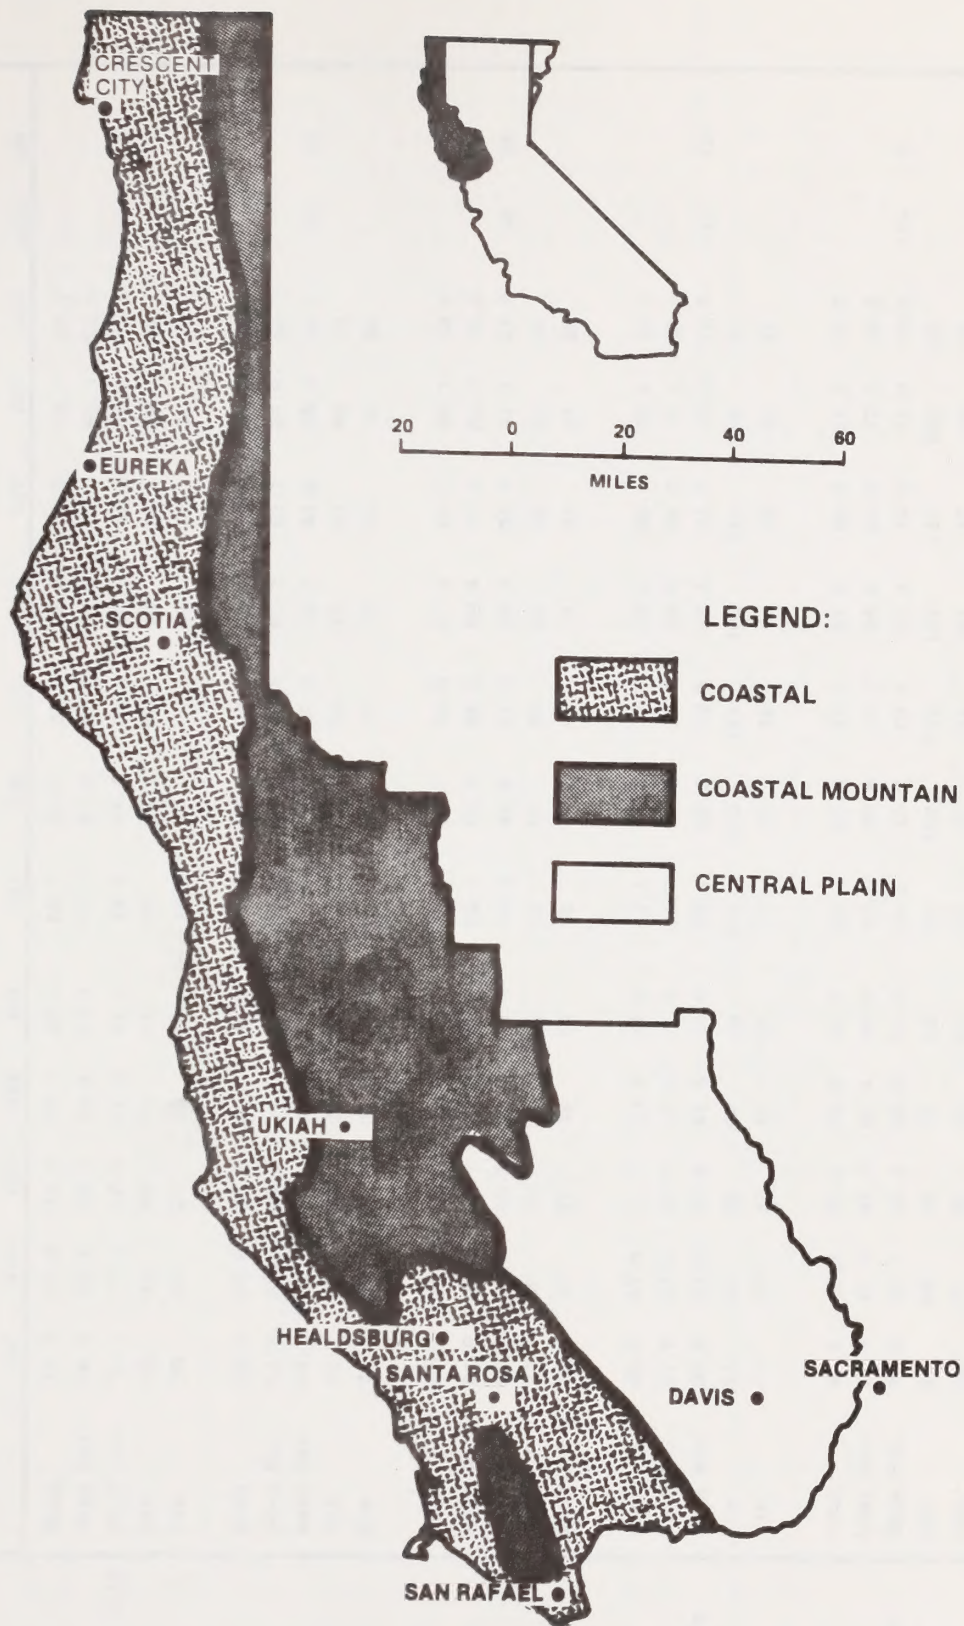 CRESCENT
CITY
20 0 20 40 60
MILES
EUREKA
SCOTIA
LEGEND:
COASTAL
COASTAL MOUNTAIN
CENTRAL PLAIN
UKIAH
HEALDSBURG
SANTA ROSA
DAVIS
SACRAMENTO
SAN RAFAEL